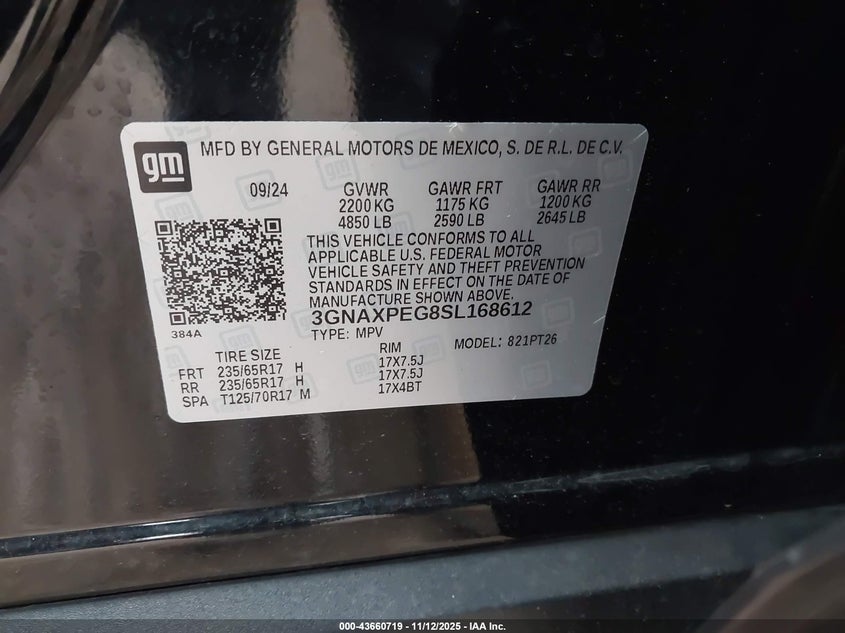 gm
MFD BY GENERAL MOTORS DE MEXICO, S. DE R.L. DE C.V.
09/24 GVWR GAWR FRT GAWR RR
2200 KG 1175 KG 1200 KG
4850 LB 2590 LB 2645 LB
THIS VEHICLE CONFORMS TO ALL
APPLICABLE U.S. FEDERAL MOTOR
VEHICLE SAFETY AND THEFT PREVENTION
STANDARDS IN EFFECT ON THE DATE OF
MANUFACTURE SHOWN ABOVE.
384A
3GNAXPEG8SL168612
TYPE: MPV MODEL: 821PT26
TIRE SIZE RIM
FRT 235/65R17 H 17X7.5J
RR 235/65R17 H 17X7.5J
SPA T125/70R17 M 17X4BT
000-43660719 - 11/12/2025 - IAA Inc.